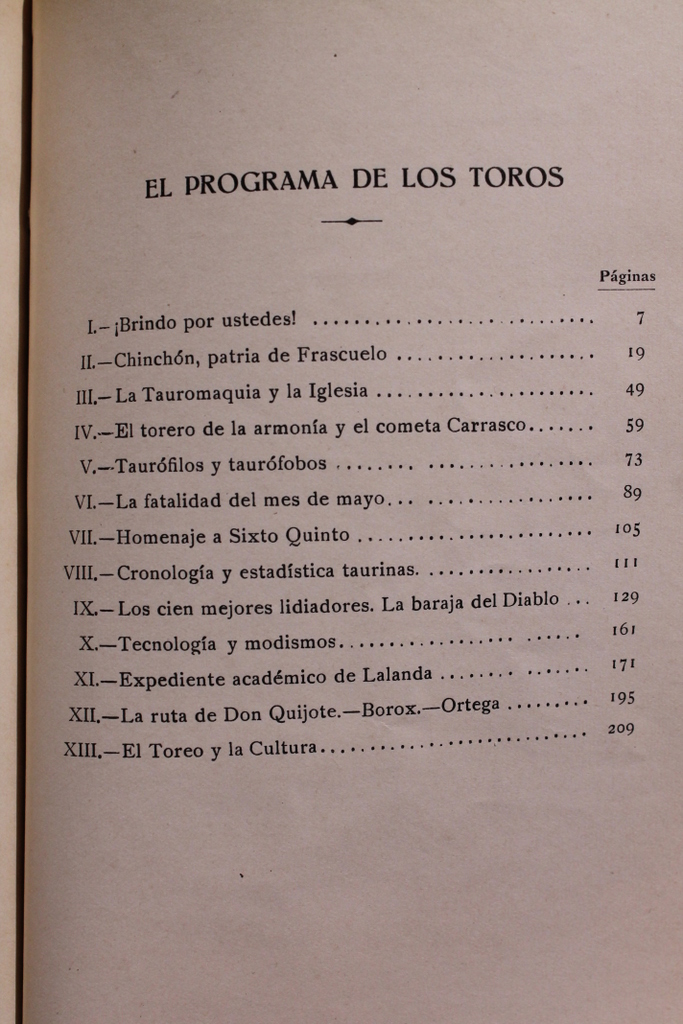 EL PROGRAMA DE LOS TOROS
Páginas
I.—¡Brindo por ustedes! .............................. 7
II.—Chinchón, patria de Frascuelo ..................... 19
III.—La Tauromaquia y la Iglesia ....................... 49
IV.—El torero de la armonía y el cometa Carrasco....... 59
V.—Taurófilos y taurófobos ........ ................. 73
VI.—La fatalidad del mes de mayo... .................. 89
VII.—Homenaje a Sixto Quinto ......................... 105
VIII.—Cronología y estadística taurinas. .................. 111
IX.—Los cien mejores lidiadores. La baraja del Diablo ... 129
X.—Tecnología y modismos.................. ...... 161
XI.—Expediente académico de Lalanda ........ ....... 171
XII.—La ruta de Don Quijote.—Borox.—Ortega ......... 195
XIII.—El Toreo y la Cultura............................. 209